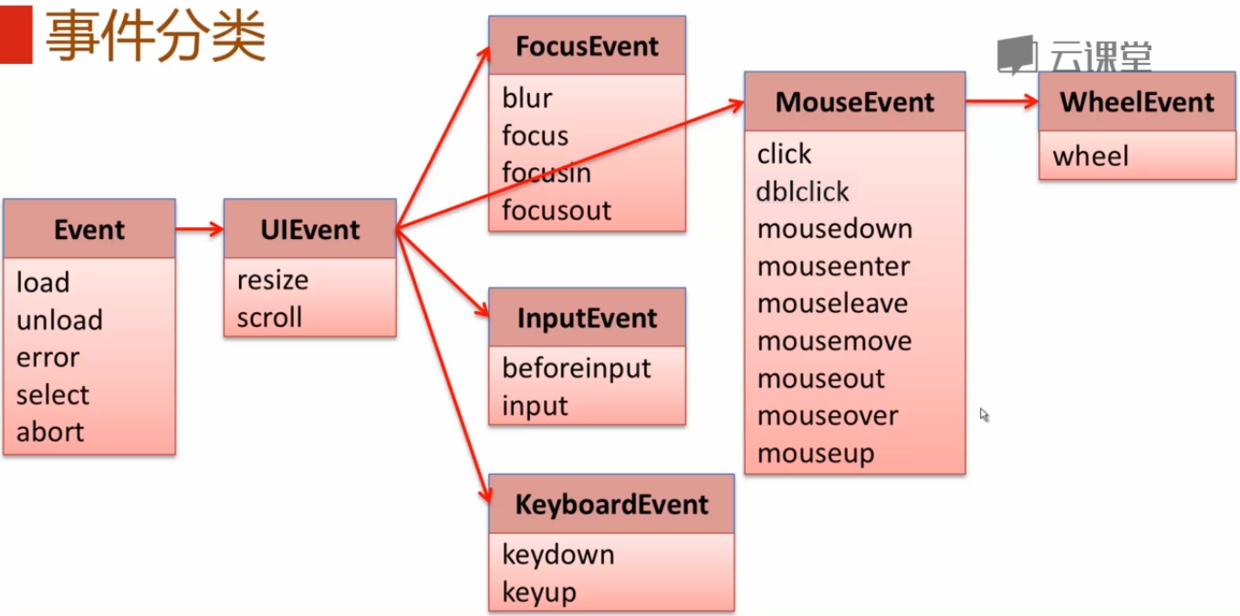 事件分类
云课堂
Event
load
unload
error
select
abort
UIEvent
resize
scroll
FocusEvent
blur
focus
focusin
focusout
InputEvent
beforeinput
input
KeyboardEvent
keydown
keyup
MouseEvent
click
dblclick
mousedown
mouseenter
mouseleave
mousemove
mouseout
mouseover
mouseup
WheelEvent
wheel